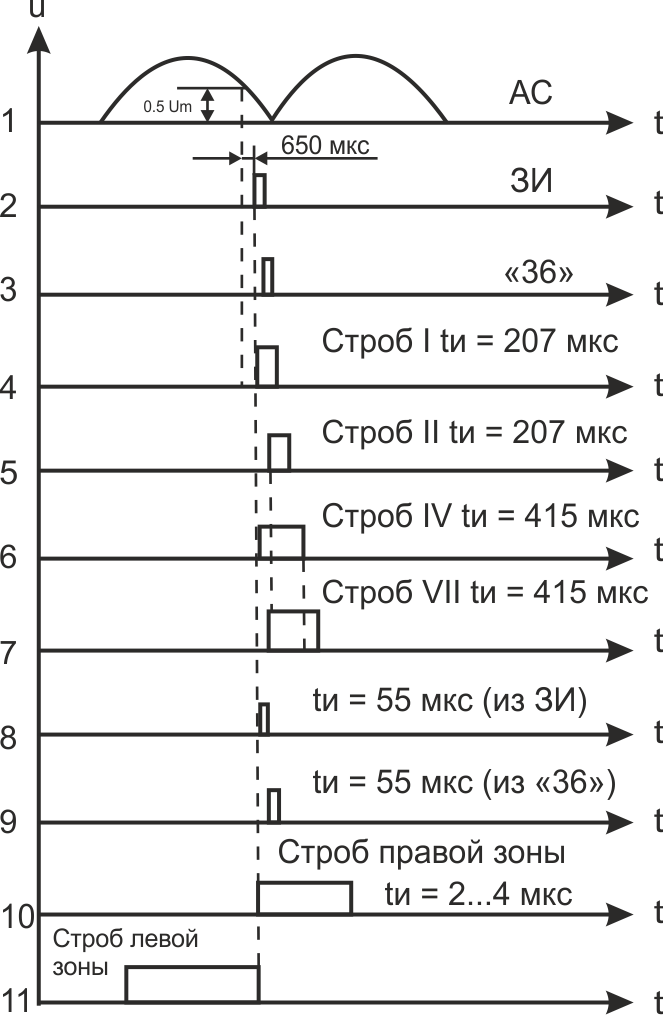 u
0.5 Um
АС
1
t
650 мкс
ЗИ
2
t
«36»
3
t
Строб I tи = 207 мкс
4
t
Строб II tи = 207 мкс
5
t
Строб IV tи = 415 мкс
6
t
Строб VII tи = 415 мкс
7
t
tи = 55 мкс (из ЗИ)
8
t
tи = 55 мкс (из «36»)
9
t
Строб правой зоны
tи = 2...4 мкс
10
t
Строб левой
зоны
11
t